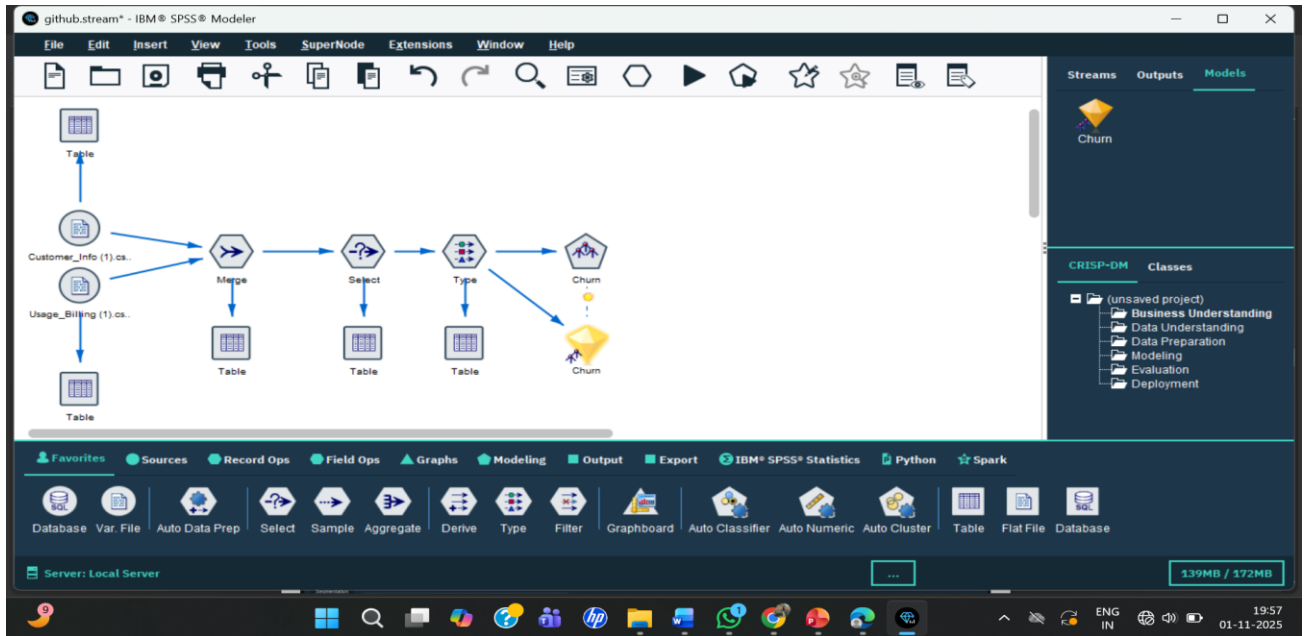 github.stream* - IBM® SPSS® Modeler
File Edit Insert View Tools SuperNode Extensions Window Help
Streams Outputs Models
Churn
Table
Customer_Info (1).cs..
Merge Select Type Churn
Usage_Billing (1).cs..
Table Table Table Churn
Table
CRISP-DM Classes
(unsaved project)
Business Understanding
Data Understanding
Data Preparation
Modeling
Evaluation
Deployment
Favorites Sources Record Ops Field Ops Graphs Modeling Output Export IBM® SPSS® Statistics Python Spark
SQL SQL
Database Var. File Auto Data Prep Select Sample Aggregate Derive Type Filter Graphboard Auto Classifier Auto Numeric Auto Cluster Table Flat File Database
Server: Local Server ... 139MB / 172MB
9 hp 1 ENG 19:57
IN 01-11-2025